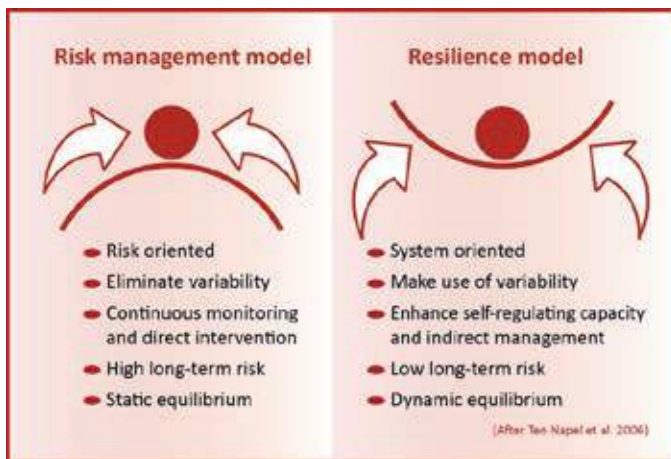 Risk management model
Risk oriented
Eliminate variability
Continuous monitoring
and direct intervention
High long-term risk
Static equilibrium
Resilience model
System oriented
Make use of variability
Enhance self-regulating capacity
and indirect management
Low long-term risk
Dynamic equilibrium
(After Ten Napel et al. 2006)